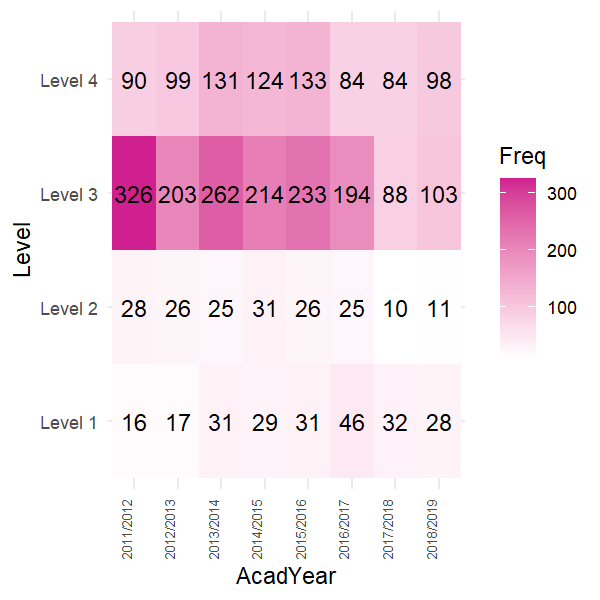 Level 4 90 99 131 124 133 84 84 98
Freq
Level 3 326 203 262 214 233 194 88 103
300
200
100
Level
Level 2 28 26 25 31 26 25 10 11
Level 1 16 17 31 29 31 46 32 28
2011/2012 2012/2013 2013/2014 2014/2015 2015/2016 2016/2017 2017/2018 2018/2019
AcadYear